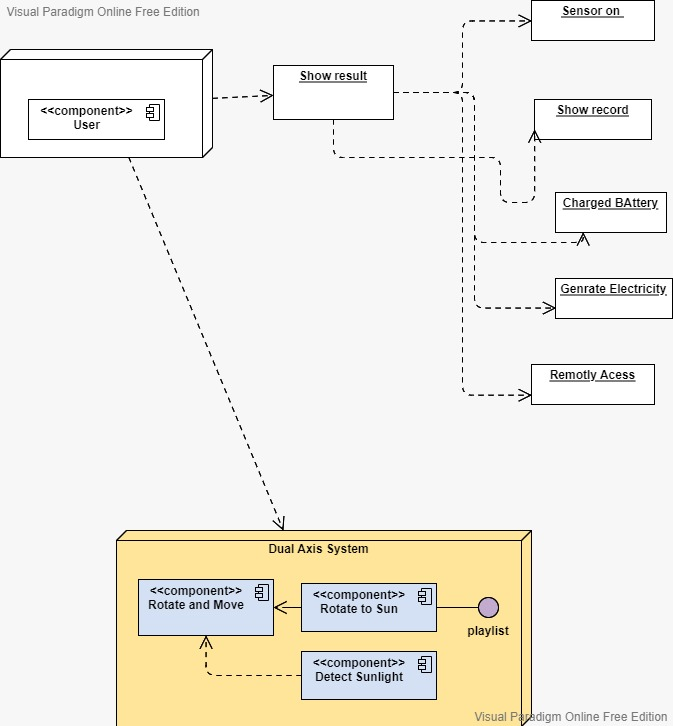 Visual Paradigm Online Free Edition
Sensor on
<<component>>
User
Show result
Show record
Charged BAttery
Genrate Electricity
Remotly Acess
Dual Axis System
<<component>>
Rotate and Move
<<component>>
Rotate to Sun
playlist
<<component>>
Detect Sunlight
Visual Paradigm Online Free Edition